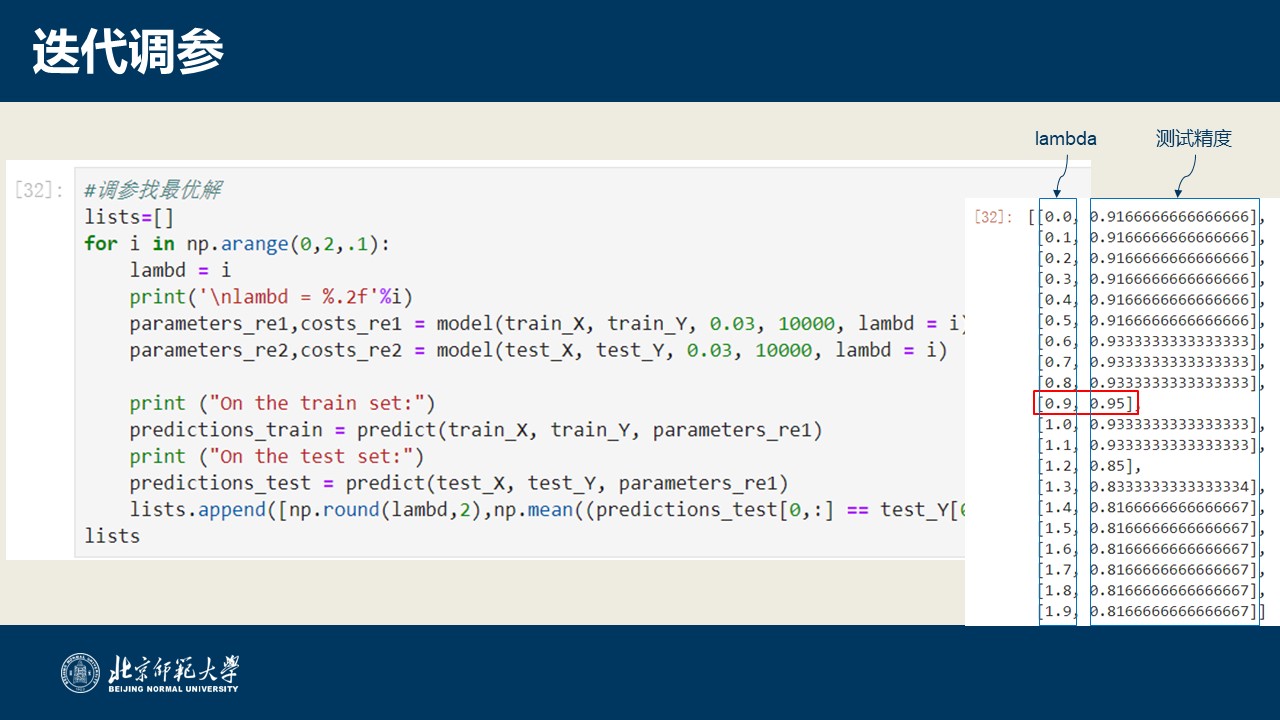 迭代调参
lambda
测试精度
[32]:
#调参找最优解
lists=[]
for i in np.arange(0,2,.1):
lambd = i
print('\nlambd = %.2f'%i)
parameters_re1,costs_re1 = model(train_X, train_Y, 0.03, 10000, lambd = i)
parameters_re2,costs_re2 = model(test_X, test_Y, 0.03, 10000, lambd = i)
print ("On the train set:")
predictions_train = predict(train_X, train_Y, parameters_re1)
print ("On the test set:")
predictions_test = predict(test_X, test_Y, parameters_re1)
lists.append([np.round(lambd,2),np.mean((predictions_test[0,:] == test_Y[
lists
[32]: [[0.0, 0.9166666666666666],
[0.1, 0.9166666666666666],
[0.2, 0.9166666666666666],
[0.3, 0.9166666666666666],
[0.4, 0.9166666666666666],
[0.5, 0.9166666666666666],
[0.6, 0.9333333333333333],
[0.7, 0.9333333333333333],
[0.8, 0.9333333333333333],
[0.9, 0.95],
[1.0, 0.9333333333333333],
[1.1, 0.9333333333333333],
[1.2, 0.85],
[1.3, 0.8333333333333334],
[1.4, 0.8166666666666667],
[1.5, 0.8166666666666667],
[1.6, 0.8166666666666667],
[1.7, 0.8166666666666667],
[1.8, 0.8166666666666667],
[1.9, 0.8166666666666667]]
北京师范大学
BEIJING NORMAL UNIVERSITY